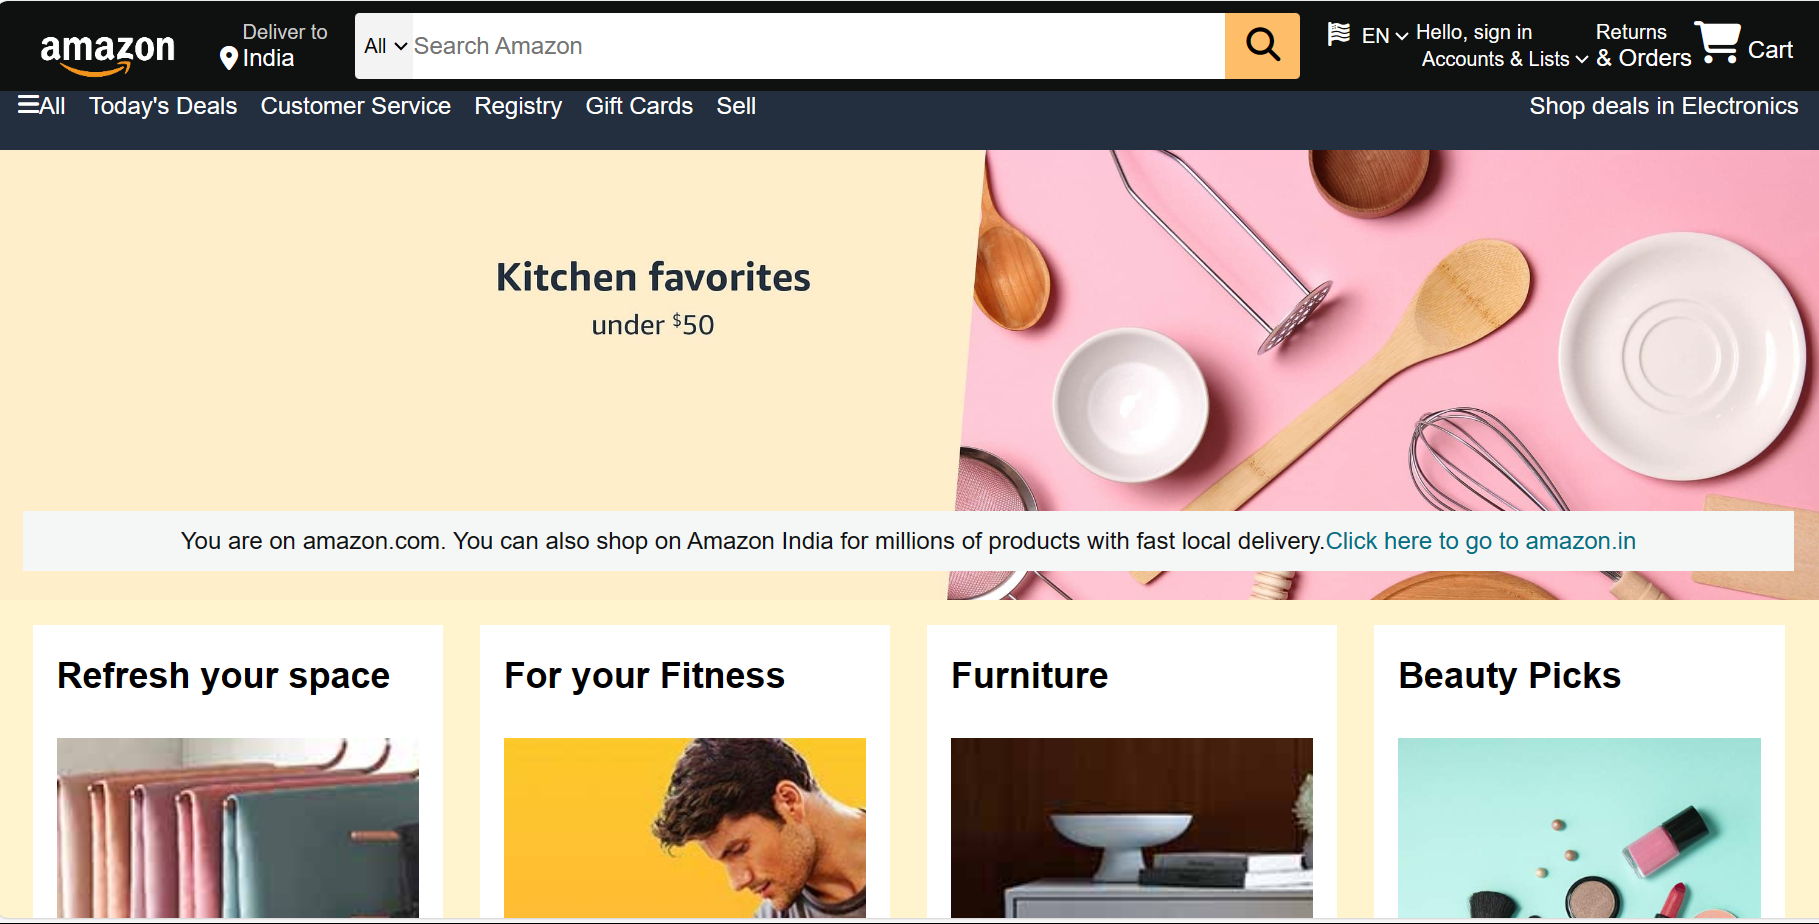 amazon
Deliver to
India
All
Search Amazon
EN
Hello, sign in
Accounts & Lists
Returns
& Orders
Cart
All Today's Deals Customer Service Registry Gift Cards Sell Shop deals in Electronics
Kitchen favorites
under $50
You are on amazon.com. You can also shop on Amazon India for millions of products with fast local delivery.Click here to go to amazon.in
Refresh your space
For your Fitness
Furniture
Beauty Picks